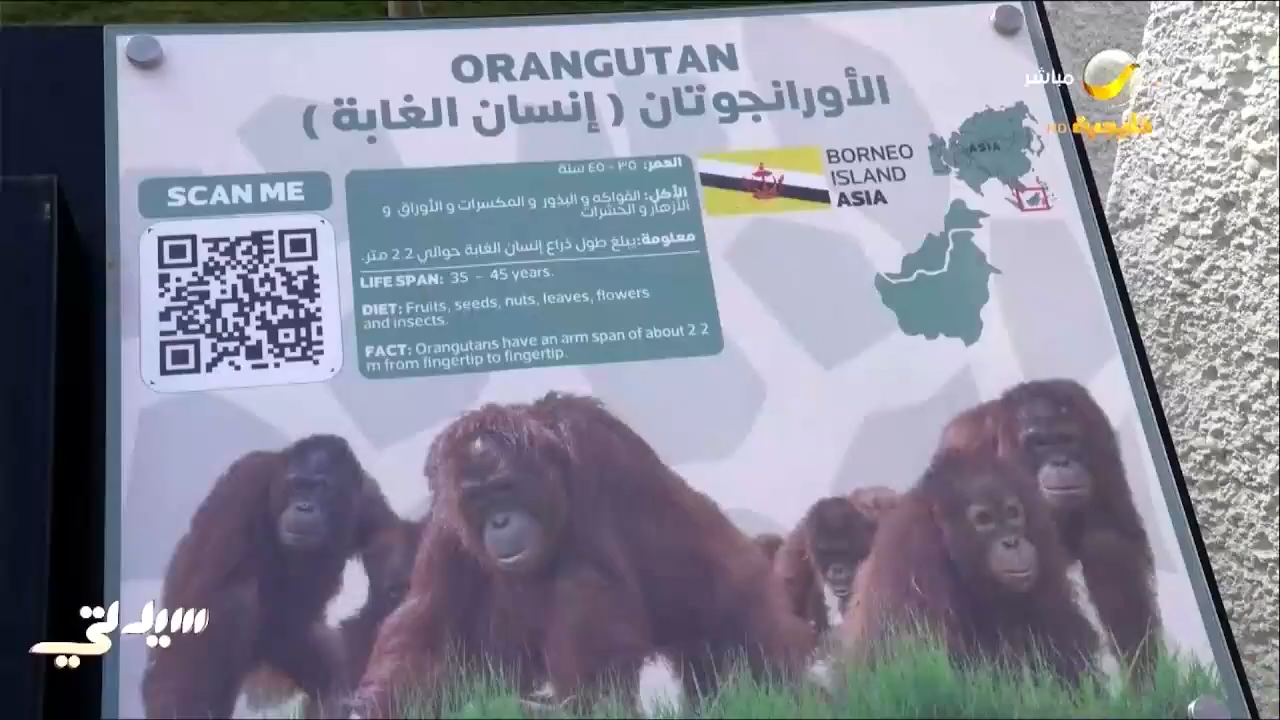 ORANGUTAN
الأورانجوتان ( إنسان الغابة )
مباشر
خليجية HD
SCAN ME
العمر: ٣٥ - ٤٥ سنة
الأكل: الفواكه و البذور و المكسرات و الأوراق و
الأزهار و الحشرات
معلومة: يبلغ طول ذراع إنسان الغابة حوالي 2.2 متر.
LIFE SPAN: 35 - 45 years.
DIET: Fruits, seeds, nuts, leaves, flowers
and insects.
FACT: Orangutans have an arm span of about 2.2
m from fingertip to fingertip.
BORNEO
ISLAND
ASIA
ASIA
سيدتي